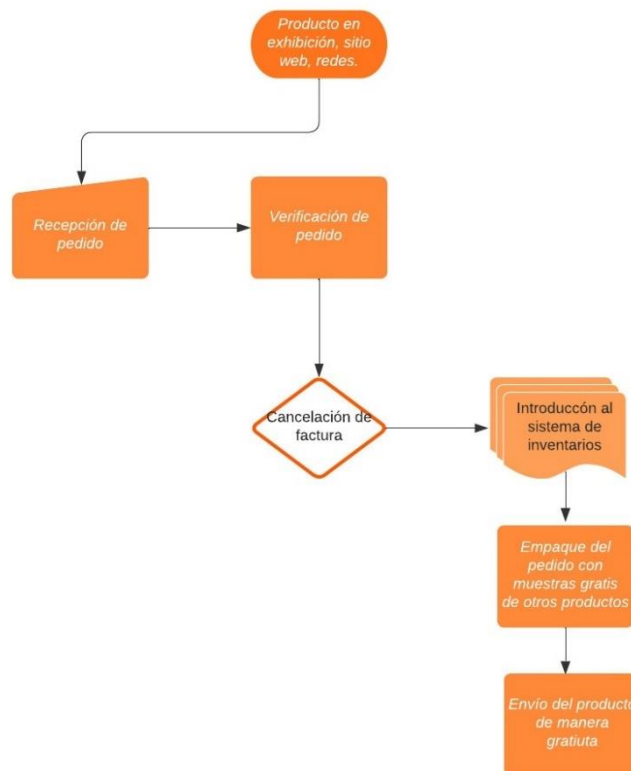 Producto en
exhibición, sitio
web, redes.
Recepción de
pedido
Verificación de
pedido
Cancelación de
factura
Introduccón al
sistema de
inventarios
Empaque del
pedido con
muestras gratis
de otros productos
Envío del producto
de manera
gratiuta